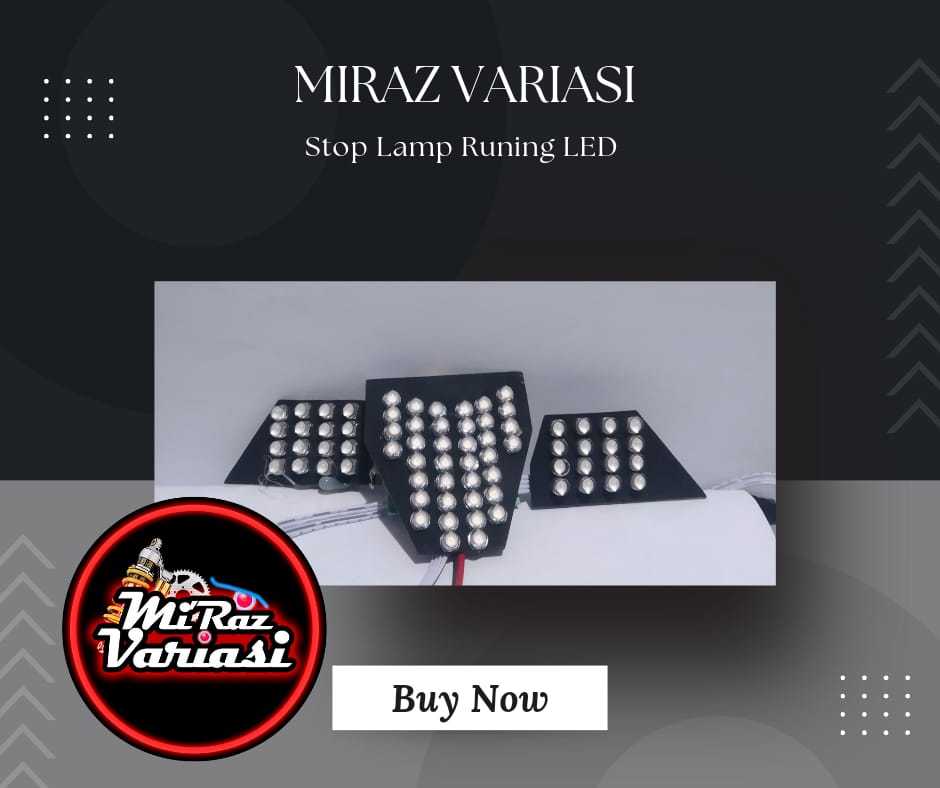 MIRAZ VARIASI
Stop Lamp Runing LED
Mi'Raz
Variasi
Buy Now